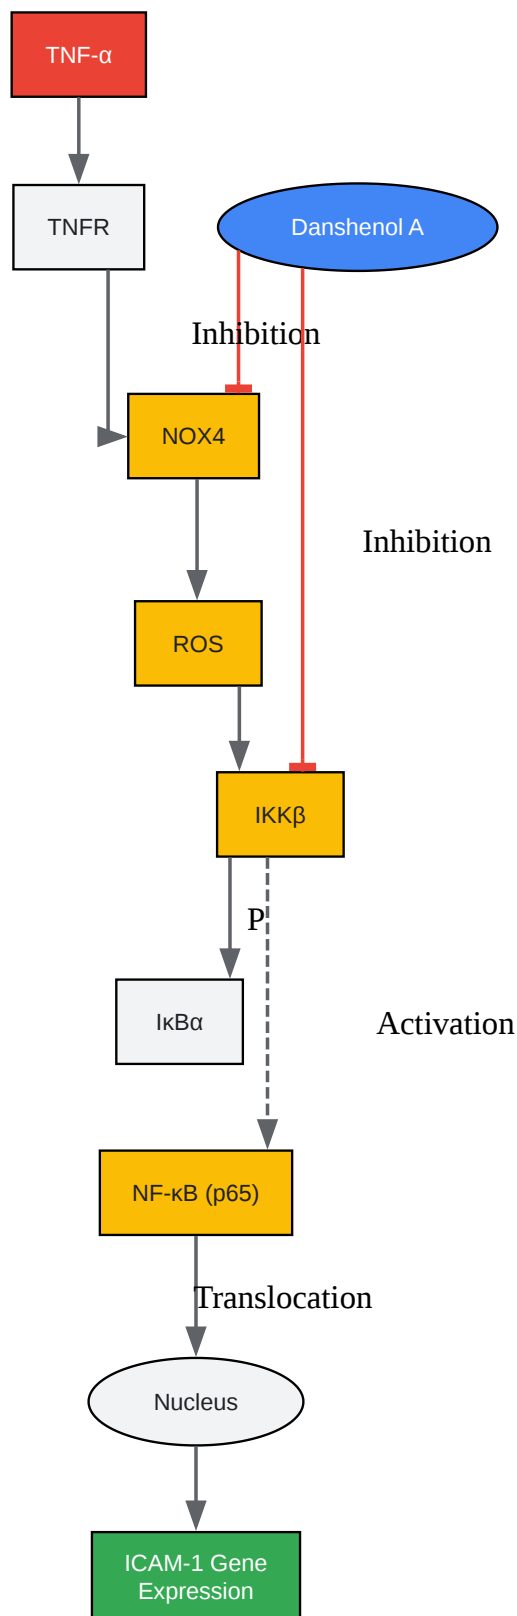 TNF-α
TNFR
Danshenol A
Inhibition
NOX4
Inhibition
ROS
IKKβ
P
IκBα
Activation
NF-κB (p65)
Translocation
Nucleus
ICAM-1 Gene
Expression